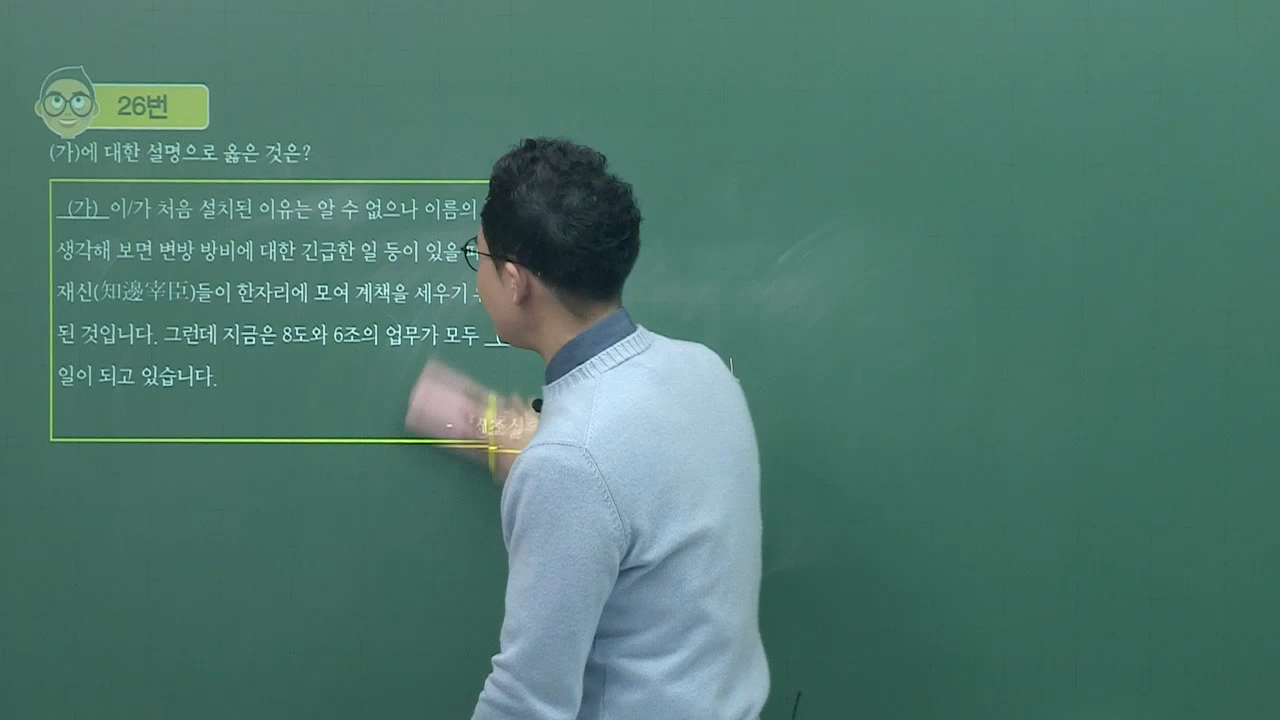 26번
(가)에 대한 설명으로 옳은 것은?
(가) 이/가 처음 설치된 이유는 알 수 없으나 이름의
생각해 보면 변방 방비에 대한 긴급한 일 등이 있을
재신(知邊宰臣)들이 한자리에 모여 계책을 세우기
된 것입니다. 그런데 지금은 8도와 6조의 업무가 모두
일이 되고 있습니다.
-